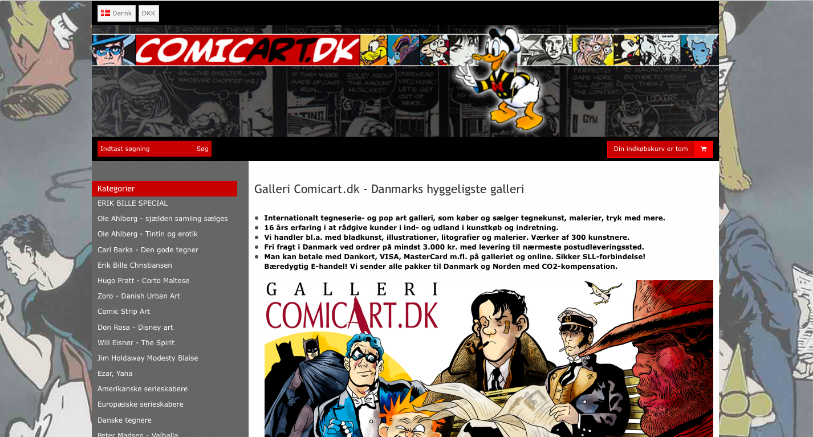 Dansk
DKK
COMICART.DK
GYM
LOCKERS
Indtast søgning
Søg
Din indkøbskurv er tom
Kategorier
ERIK BILLE SPECIAL
Ole Ahlberg - sjælden samling sælges
Ole Ahlberg - Tintin og erotik
Carl Barks - Den gode tegner
Erik Bille Christiansen
Hugo Pratt - Corto Maltese
Zoro - Danish Urban Art
Comic Strip Art
Don Rosa - Disney art
Will Eisner - The Spirit
Jim Holdaway Modesty Blaise
Ezar, Yana
Amerikanske serieskabere
Europæiske serieskabere
Danske tegnere
Peter Madsen - Valhalla
Galleri Comicart.dk - Danmarks hyggeligste galleri
Internationalt tegneserie- og pop art galleri, som køber og sælger tegnekunst, malerier, tryk med mere.
16 års erfaring i at rådgive kunder i ind- og udland i kunstkøb og indretning.
Vi handler bl.a. med bladkunst, illustrationer, litografier og malerier. Værker af 300 kunstnere.
Fri fragt i Danmark ved ordrer på mindst 3.000 kr. med levering til nærmeste postudleveringssted.
Man kan betale med Dankort, VISA, MasterCard m.fl. på galleriet og online. Sikker SLL-forbindelse!
Bæredygtig E-handel! Vi sender alle pakker til Danmark og Norden med CO2-kompensation.
GALLERI
COMICART.DK